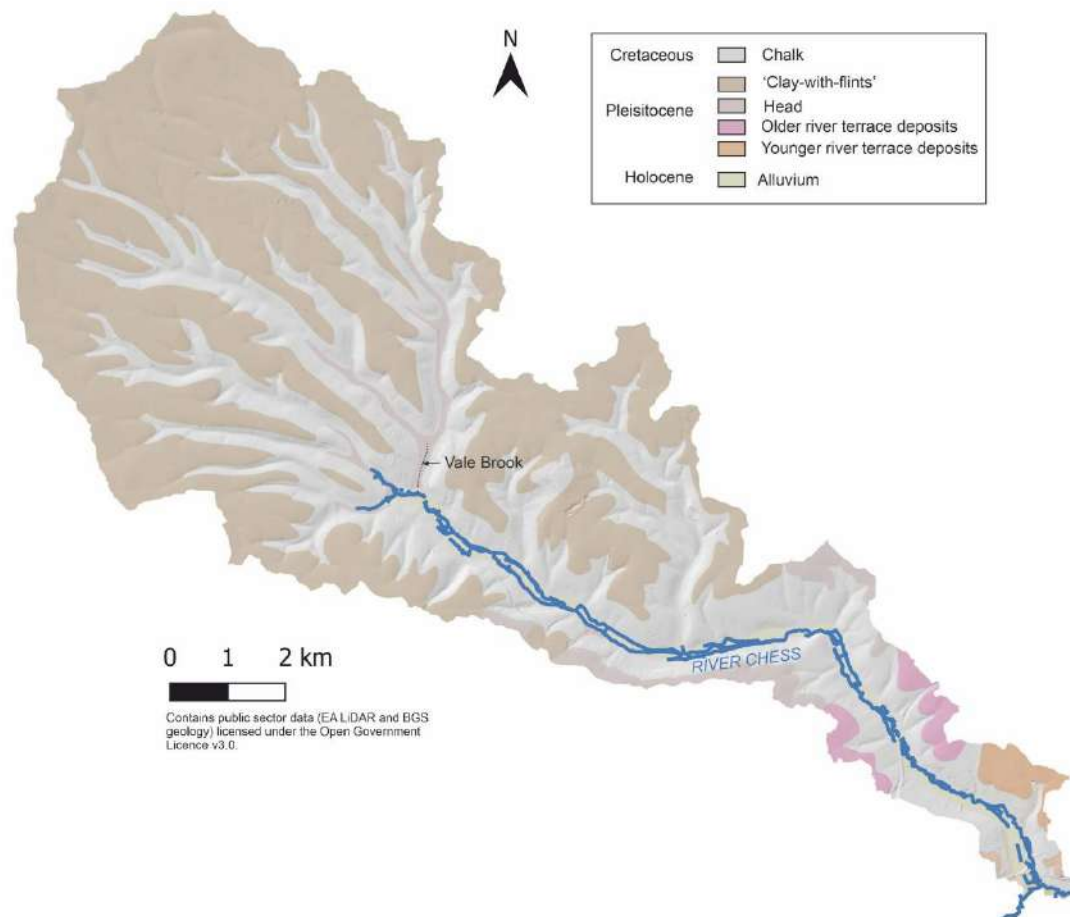 N
Cretaceous Chalk
'Clay-with-flints'
Pleisitocene Head
Older river terrace deposits
Younger river terrace deposits
Holocene Alluvium
Vale Brook
RIVER CHESS
0 1 2 km
Contains public sector data (EA LiDAR and BGS
geology) licensed under the Open Government
Licence v3.0.